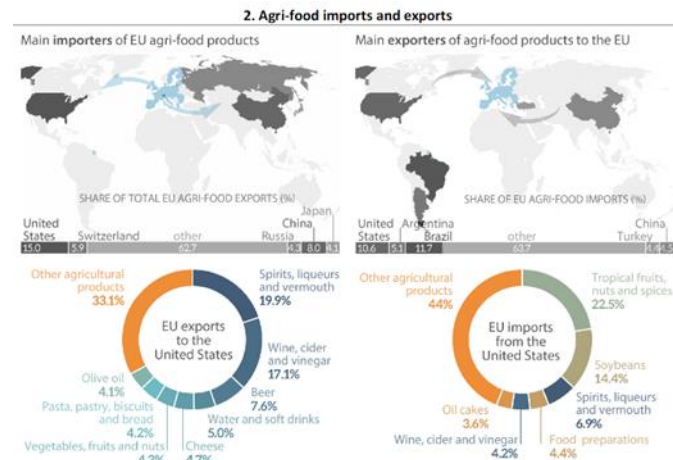 2. Agri-food imports and exports
Main importers of EU agri-food products
SHARE OF TOTAL EU AGRI-FOOD EXPORTS (%)
Japan
United
States
Switzerland
other
Russia
China
15.0
5.9
62.7
4.3
8.0
4.1
Main exporters of agri-food products to the EU
SHARE OF EU AGRI-FOOD IMPORTS (%)
United
States
Argentina
Brazil
other
Turkey
China
10.6
5.1
11.7
63.7
4.4
4.5
EU exports
to the
United States
Other agricultural
products
33.1%
Spirits, liqueurs
and vermouth
19.9%
Wine, cider
and vinegar
17.1%
Beer
7.6%
Water and soft drinks
5.0%
Cheese
4.7%
Vegetables, fruits and nuts
4.3%
Pasta, pastry, biscuits
and bread
4.2%
Olive oil
4.1%
EU imports
from the
United States
Other agricultural
products
44%
Tropical fruits,
nuts and spices
22.5%
Soybeans
14.4%
Spirits, liqueurs
and vermouth
6.9%
Food preparations
4.4%
Wine, cider and vinegar
4.2%
Oil cakes
3.6%